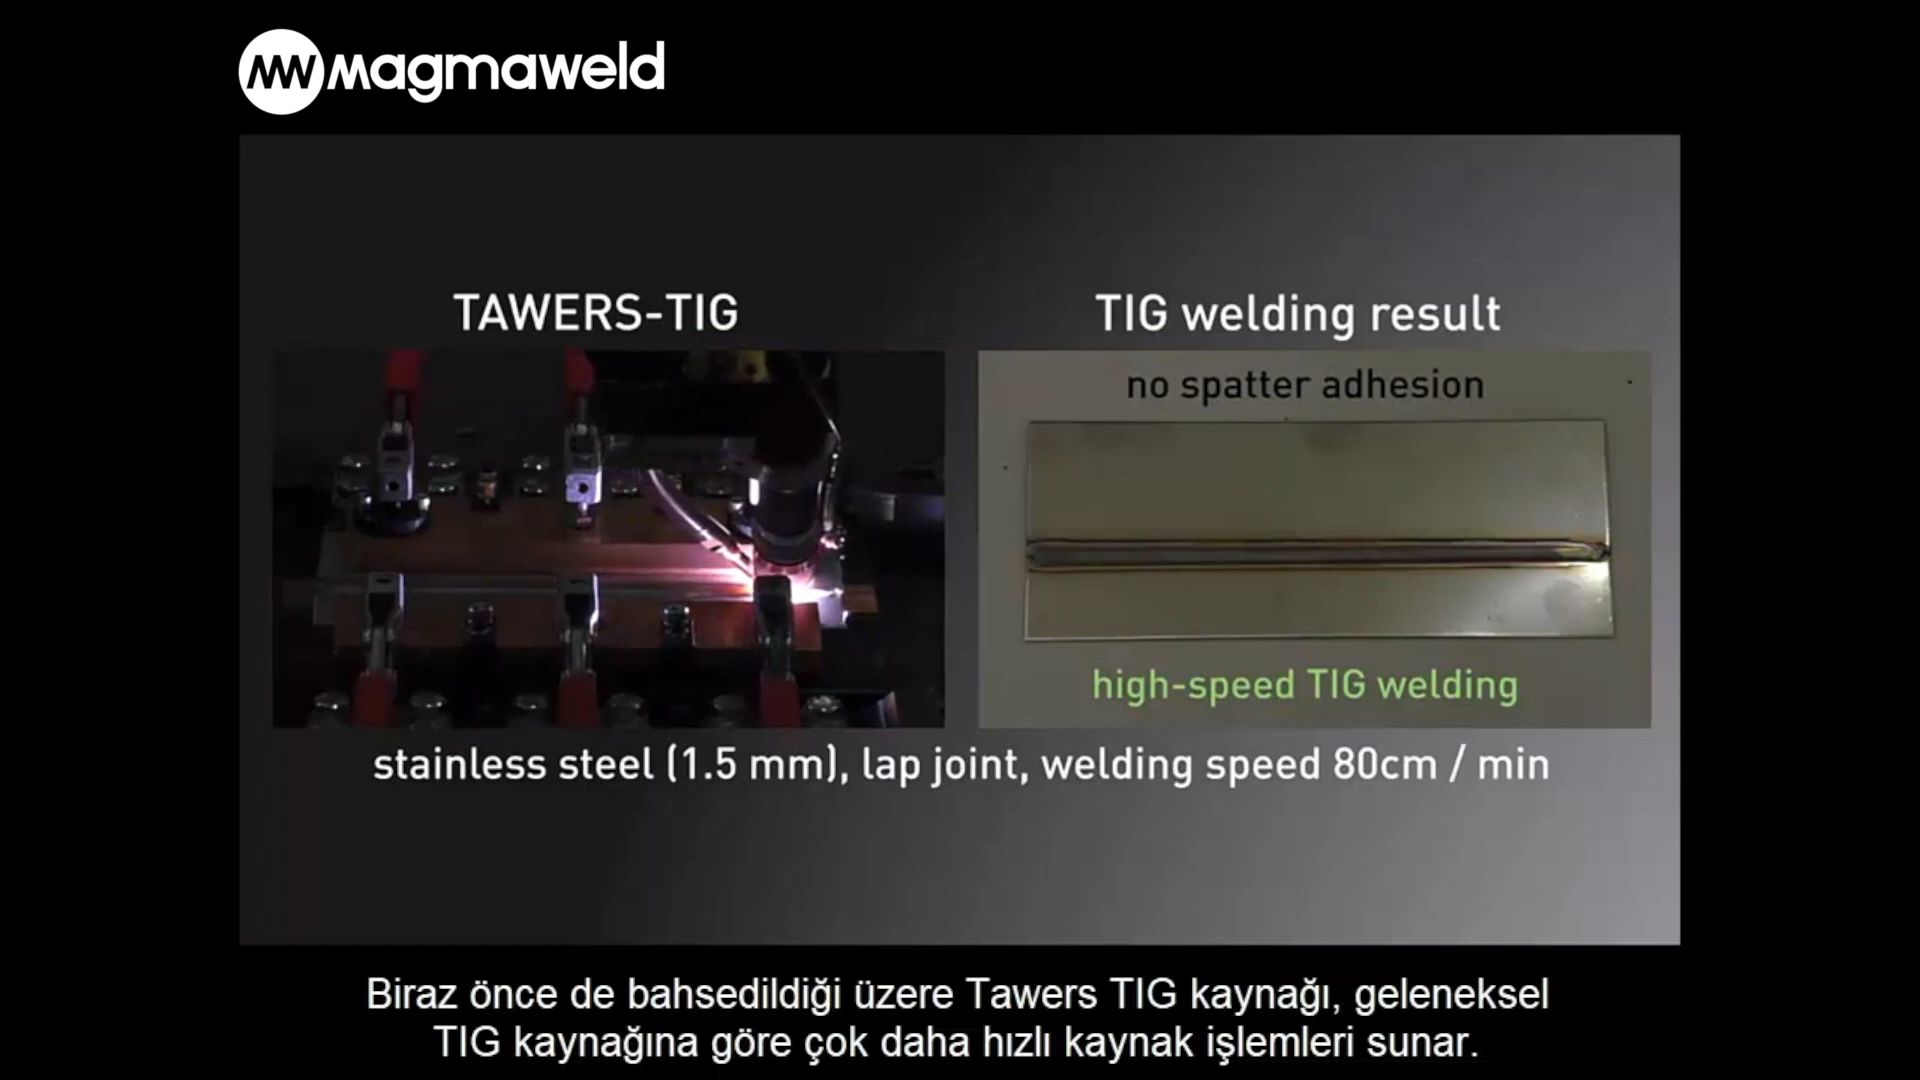 magmaweld
TAWERS-TIG
TIG welding result
no spatter adhesion
high-speed TIG welding
stainless steel (1.5 mm), lap joint, welding speed 80cm / min
Biraz önce de bahsedildiği üzere Tawers TIG kaynağı, geleneksel
TIG kaynağına göre çok daha hızlı kaynak işlemleri sunar.